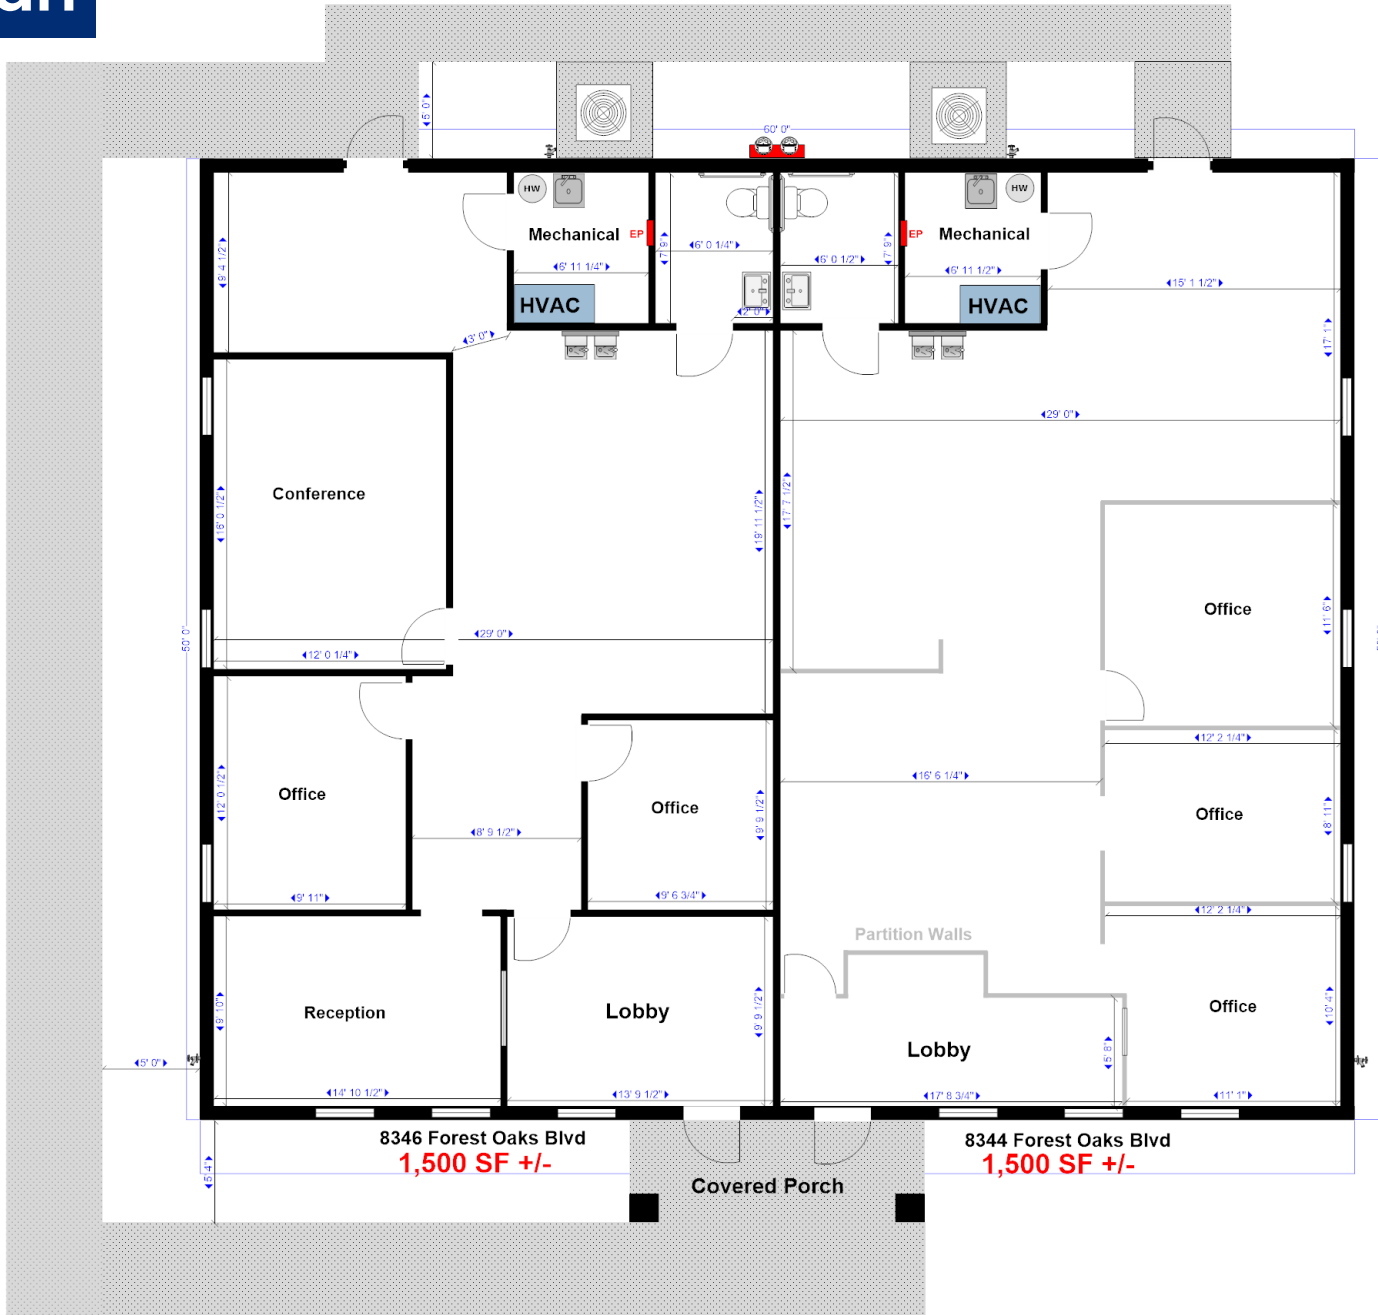 5' 0"
60' 0"
HW
HW
Mechanical
EP
EP
Mechanical
9' 4 1/2"
7' 9"
6' 0 1/4"
7' 9"
6' 0 1/2"
6' 11 1/4"
6' 11 1/2"
15' 1 1/2"
HVAC
2' 0"
HVAC
3' 0"
17' 1"
29' 0"
Conference
16' 0 1/2"
19' 11 1/2"
17' 7 1/2"
Office
11' 6"
50' 0"
29' 0"
12' 0 1/4"
12' 2 1/4"
16' 6 1/4"
Office
12' 0 1/2"
Office
9' 9 1/2"
Office
8' 11"
8' 9 1/2"
9' 11"
9' 6 3/4"
12' 2 1/4"
Partition Walls
Reception
9' 10"
Lobby
9' 9 1/2"
Office
10' 4"
Lobby
5' 8"
5' 0"
14' 10 1/2"
13' 9 1/2"
17' 8 3/4"
11' 1"
8346 Forest Oaks Blvd
1,500 SF +/-
8344 Forest Oaks Blvd
1,500 SF +/-
5' 4"
Covered Porch